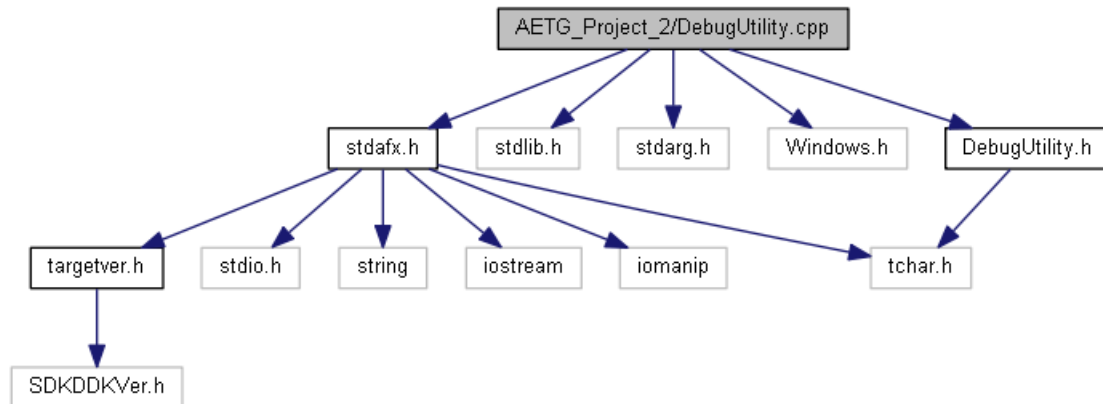 AETG_Project_2/DebugUtility.cpp
stdafx.h
stdlib.h
stdarg.h
Windows.h
DebugUtility.h
targetver.h
stdio.h
string
iostream
iomanip
tchar.h
SDKDDKVer.h